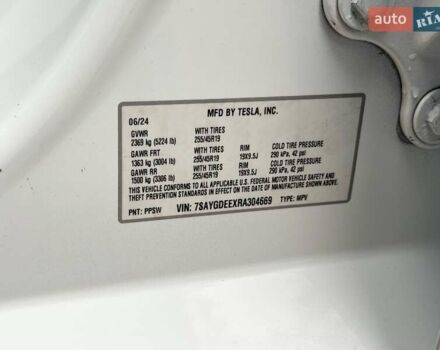 auto RIA
MFD BY TESLA, INC.
06/24
GVWR WITH TIRES
2369 kg (5224 lb) 255/45R19
GAWR FRT WITH TIRES RIM COLD TIRE PRESSURE
1363 kg (3004 lb) 255/45R19 19X9.5J 290 kPa, 42 psi
GAWR RR WITH TIRES RIM COLD TIRE PRESSURE
1500 kg (3306 lb) 255/45R19 19X9.5J 290 kPa, 42 psi
THIS VEHICLE CONFORMS TO ALL APPLICABLE U.S. FEDERAL MOTOR VEHICLE SAFETY AND
THEFT PREVENTION STANDARDS IN EFFECT ON THE DATE OF MANUFACTURE SHOWN ABOVE.
PNT: PPSW VIN: 7SAYGDEEXRA304669 TYPE: MPV